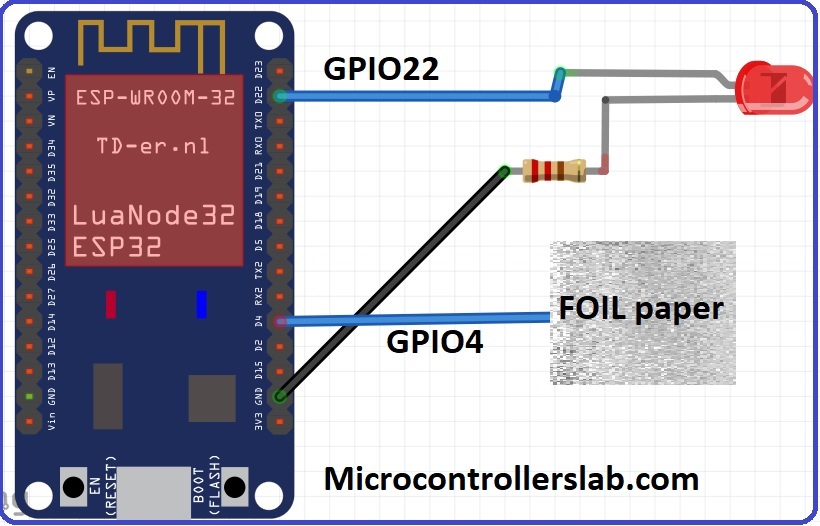 GPIO22
ESP-WROOM-32
TD-er.nl
LuaNode32
ESP32
EN
VP
VN
D34
D35
D32
D33
D25
D26
D27
D14
D12
D13
GND
Vin
D23
D22
TX0
RX0
D21
D19
D18
D5
TX2
RX2
D4
D2
D15
GND
3V3
FOIL paper
GPIO4
EN
(RESET)
BOOT
(FLASH)
Microcontrollerslab.com